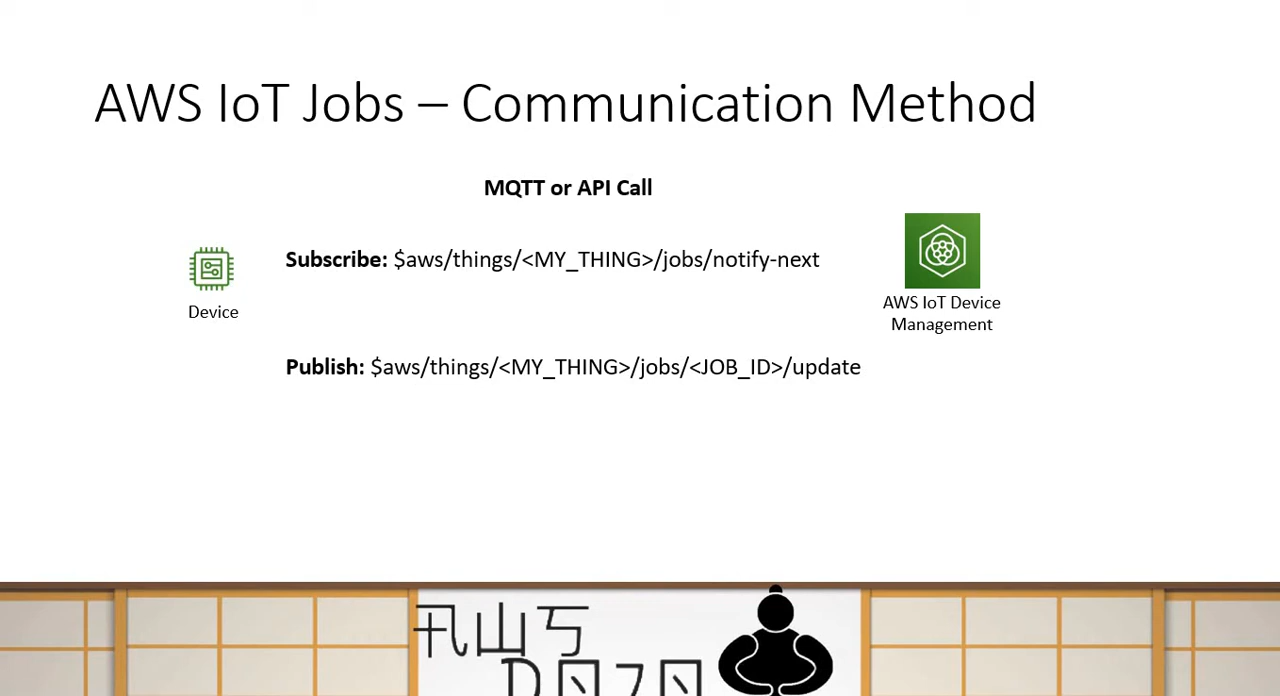 AWS IoT Jobs – Communication Method
MQTT or API Call
Subscribe: $aws/things/<MY_THING>/jobs/notify-next
Device
AWS IoT Device
Management
Publish: $aws/things/<MY_THING>/jobs/<JOB_ID>/update